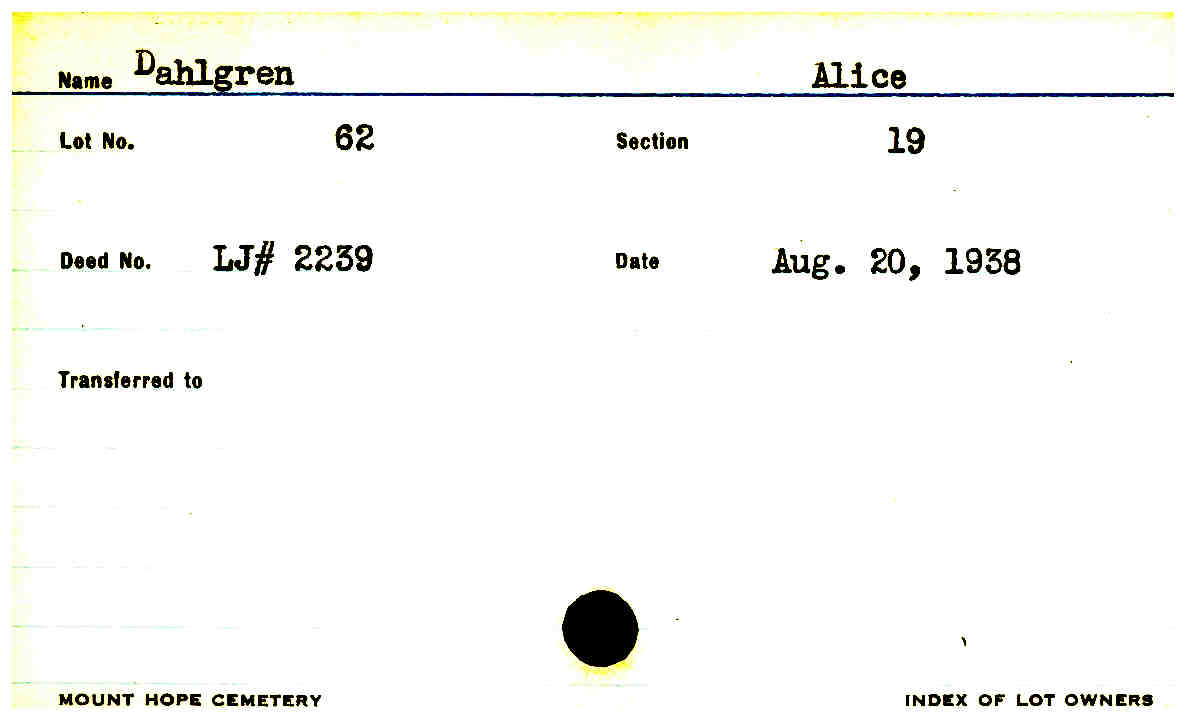 Name Dahlgren Alice
Lot No. 62 Section 19
Deed No. LJ# 2239 Date Aug. 20, 1938
Transferred to
MOUNT HOPE CEMETERY INDEX OF LOT OWNERS